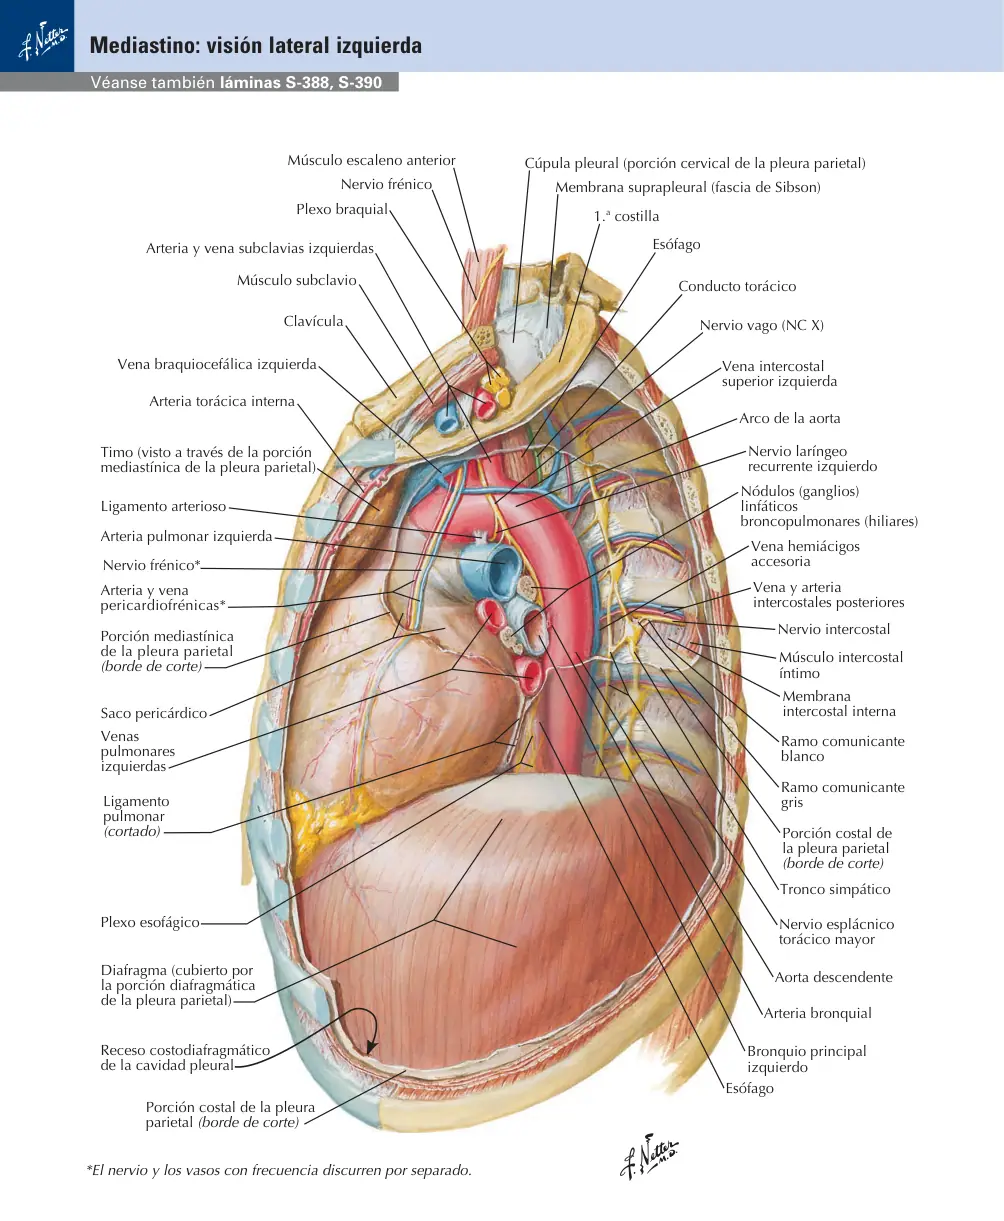 F. Netter M.D.
Mediastino: visión lateral izquierda
Véanse también láminas S-388, S-390
Músculo escaleno anterior
Nervio frénico
Plexo braquial
Arteria y vena subclavias izquierdas
Músculo subclavio
Clavícula
Vena braquiocefálica izquierda
Arteria torácica interna
Timo (visto a través de la porción
mediastínica de la pleura parietal)
Ligamento arterioso
Arteria pulmonar izquierda
Nervio frénico*
Arteria y vena
pericardiofrénicas*
Porción mediastínica
de la pleura parietal
(borde de corte)
Saco pericárdico
Venas
pulmonares
izquierdas
Ligamento
pulmonar
(cortado)
Plexo esofágico
Diafragma (cubierto por
la porción diafragmática
de la pleura parietal)
Receso costodiafragmático
de la cavidad pleural
Porción costal de la pleura
parietal (borde de corte)
Cúpula pleural (porción cervical de la pleura parietal)
Membrana suprapleural (fascia de Sibson)
1.ª costilla
Esófago
Conducto torácico
Nervio vago (NC X)
Vena intercostal
superior izquierda
Arco de la aorta
Nervio laríngeo
recurrente izquierdo
Nódulos (ganglios)
linfáticos
broncopulmonares (hiliares)
Vena hemiácigos
accesoria
Vena y arteria
intercostales posteriores
Nervio intercostal
Músculo intercostal
íntimo
Membrana
intercostal interna
Ramo comunicante
blanco
Ramo comunicante
gris
Porción costal de
la pleura parietal
(borde de corte)
Tronco simpático
Nervio esplácnico
torácico mayor
Aorta descendente
Arteria bronquial
Bronquio principal
izquierdo
Esófago
F. Netter M.D.
*El nervio y los vasos con frecuencia discurren por separado.